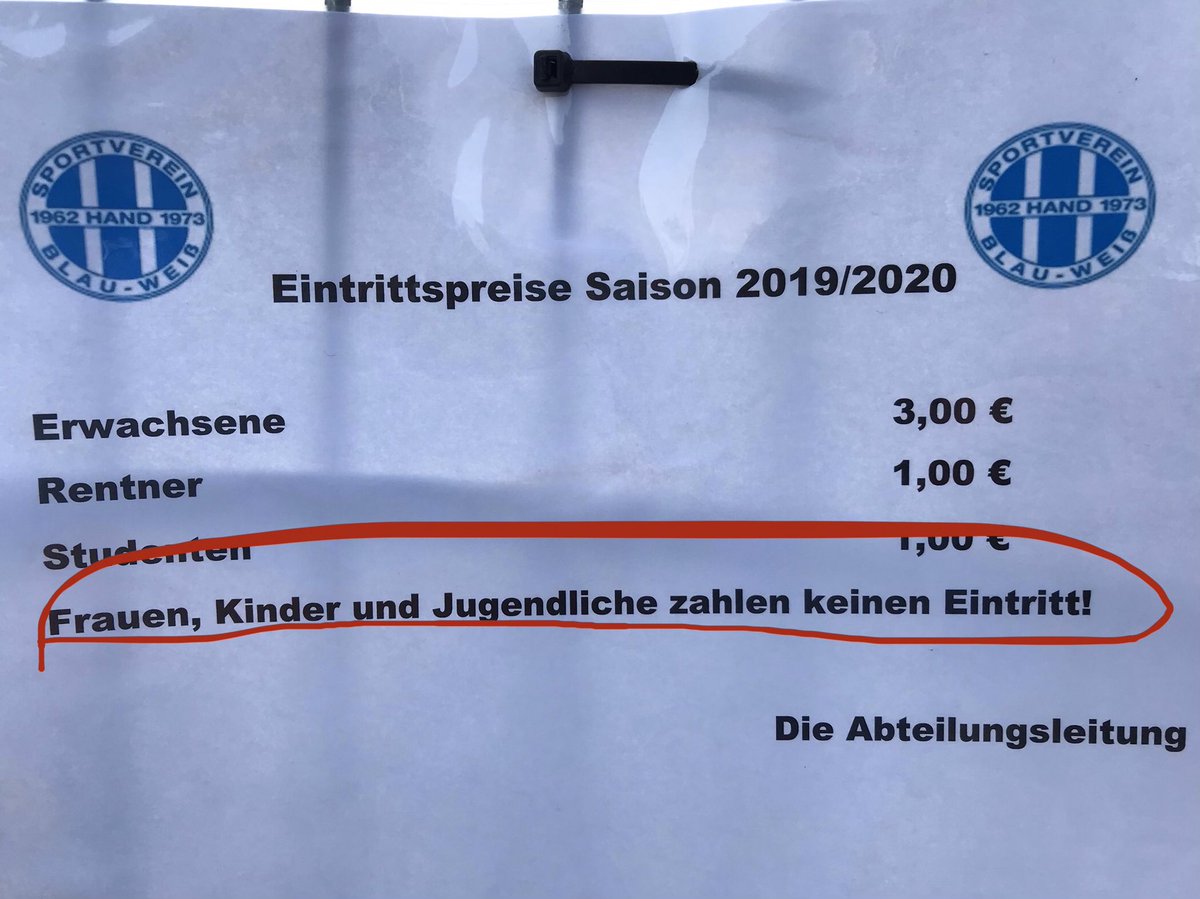 SPORTVEREIN
1962 HAND 1973
BLAU-WEIß
SPORTVEREIN
1962 HAND 1973
BLAU-WEIß
Eintrittspreise Saison 2019/2020
Erwachsene 3,00 €
Rentner 1,00 €
Studenten 1,00 €
Frauen, Kinder und Jugendliche zahlen keinen Eintritt!
Die Abteilungsleitung